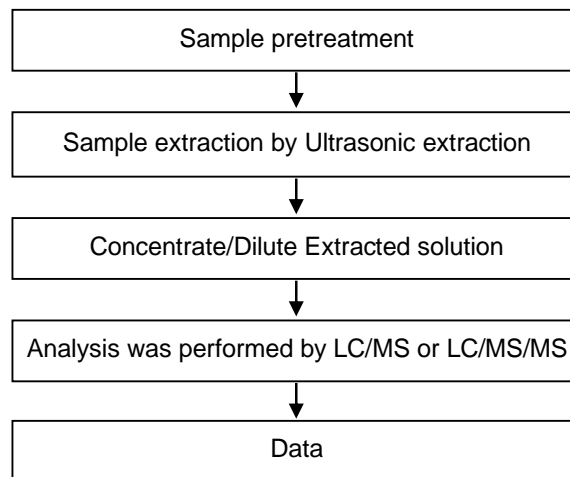 Sample pretreatment
Sample extraction by Ultrasonic extraction
Concentrate/Dilute Extracted solution
Analysis was performed by LC/MS or LC/MS/MS
Data